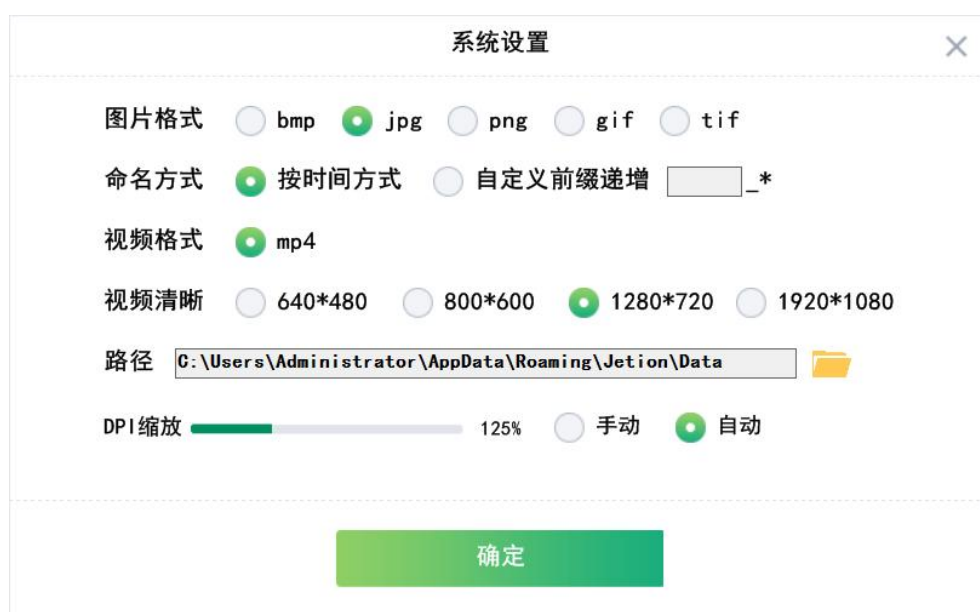 系统设置
图片格式 bmp jpg png gif tif
命名方式 按时间方式 自定义前缀递增 _*
视频格式 mp4
视频清晰 640*480 800*600 1280*720 1920*1080
路径 C:\Users\Administrator\AppData\Roaming\Jetion\Data
DPI缩放 125% 手动 自动
确定